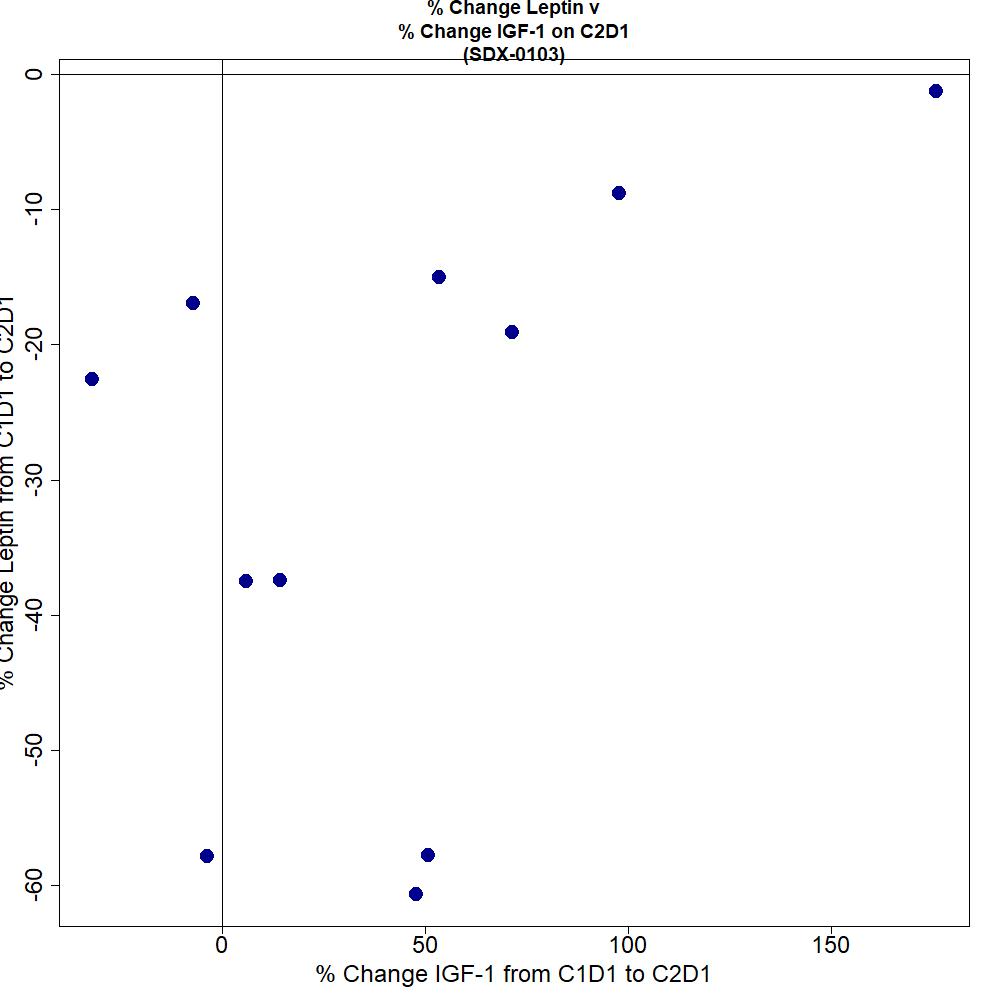 % Change Leptin v
% Change IGF-1 on C2D1
(SDX-0103)
% Change Leptin from C1D1 to C2D1
0
-10
-20
-30
-40
-50
-60
0
50
100
150
% Change IGF-1 from C1D1 to C2D1